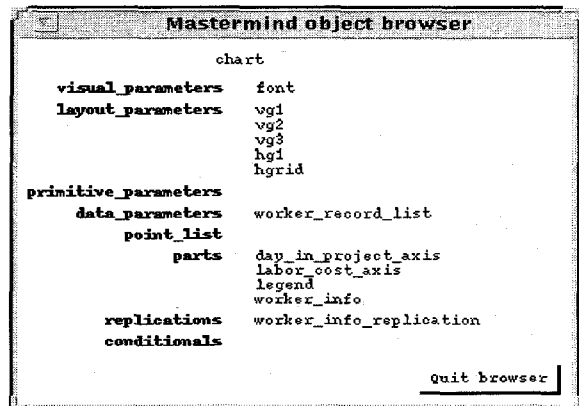 Mastermind object browser
chart
visual_parameters font
layout_parameters vg1
vg2
vg3
hg1
hgrid
primitive_parameters
data_parameters worker_record_list
point_list
parts day_in_project_axis
labor_cost_axis
legend
worker_info
replications worker_info_replication
conditionals
Quit browser